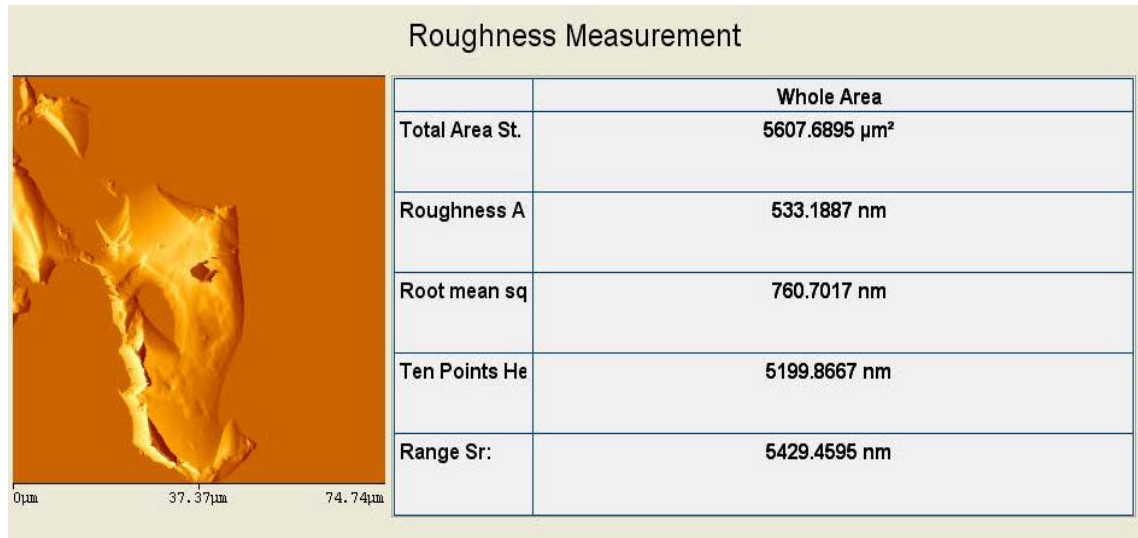 Roughness Measurement
Whole Area
Total Area St. 5607.6895 µm²
Roughness A 533.1887 nm
Root mean sq 760.7017 nm
Ten Points He 5199.8667 nm
Range Sr: 5429.4595 nm
0µm 37.37µm 74.74µm